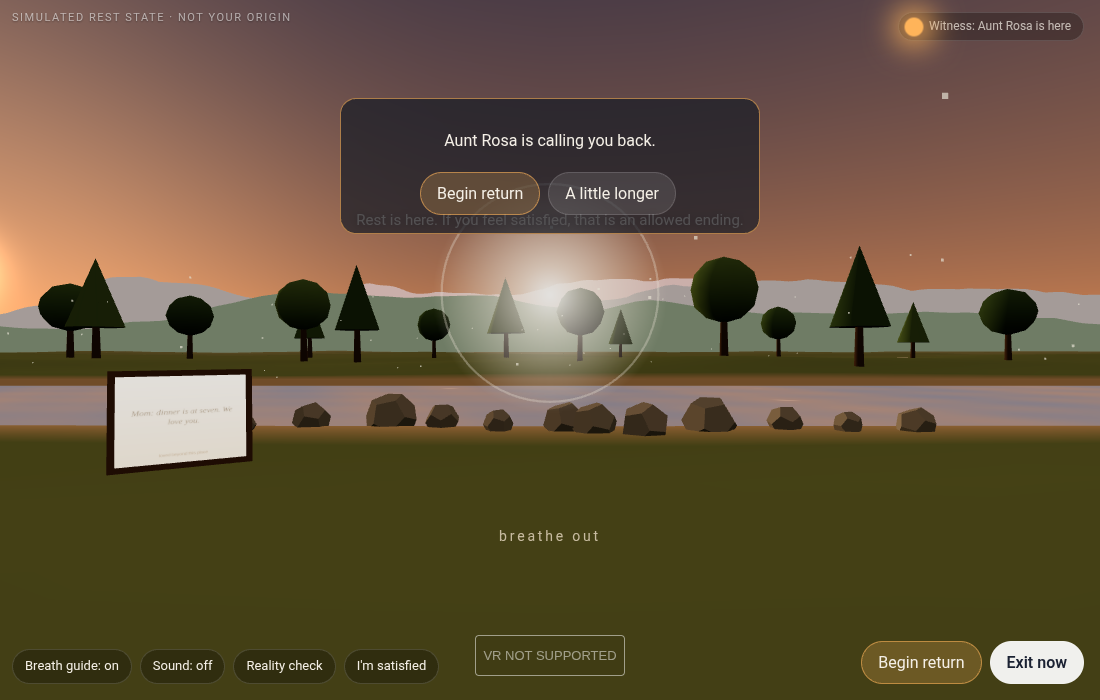 SIMULATED REST STATE · NOT YOUR ORIGIN
Witness: Aunt Rosa is here
Aunt Rosa is calling you back.
Begin return
A little longer
Rest is here. If you feel satisfied, that is an allowed ending.
Mom: dinner is at seven. We
love you.
breathe out
Breath guide: on
Sound: off
Reality check
I'm satisfied
VR NOT SUPPORTED
Begin return
Exit now